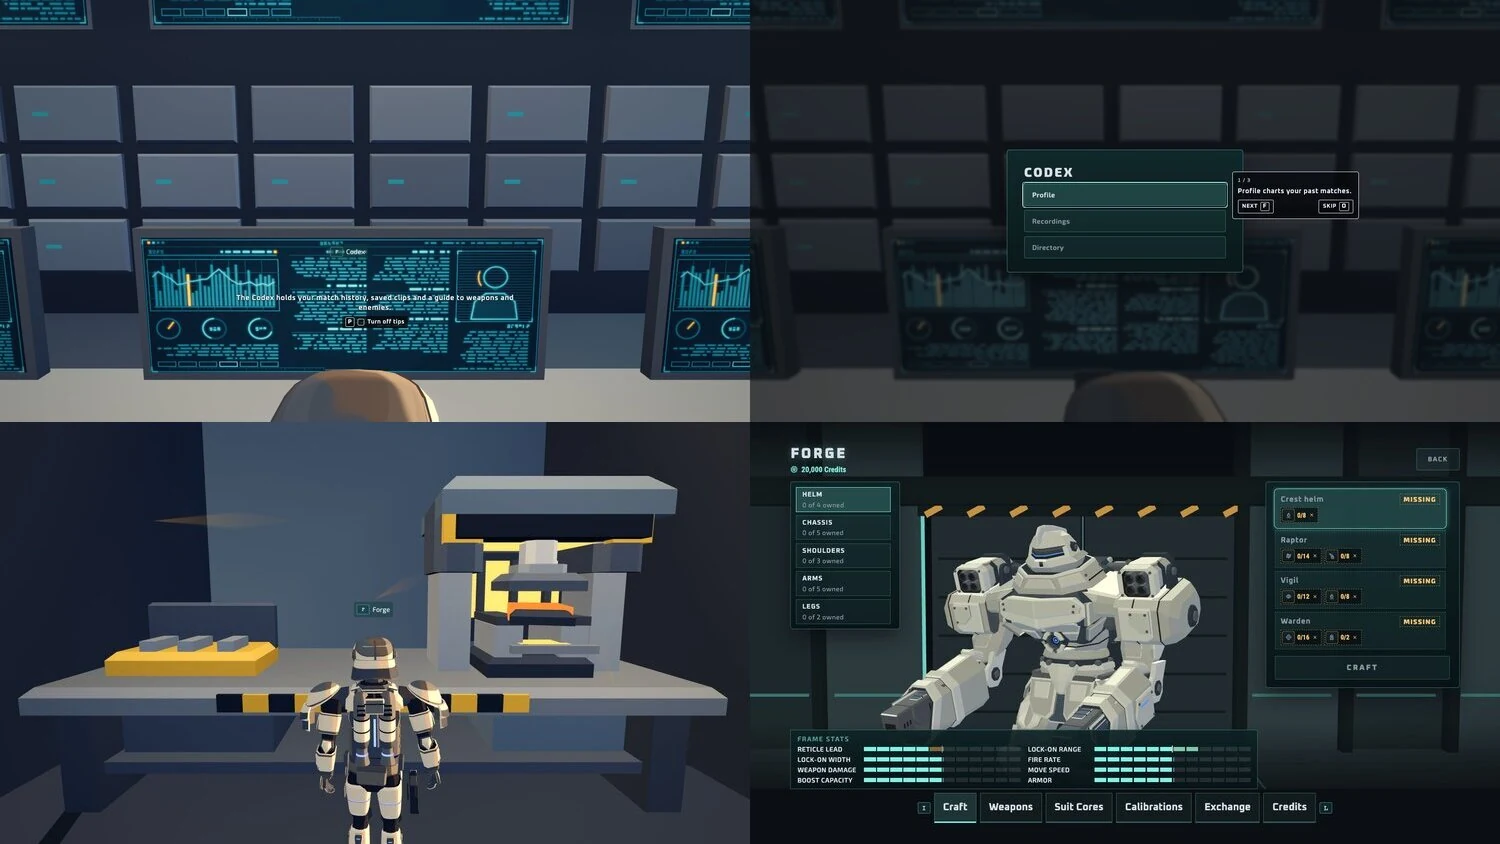 Codex
The Codex holds your match history, saved clips and a guide to weapons and
enemies.
P Turn off tips
CODEX
Profile
Recordings
Directory
1 / 3
Profile charts your past matches.
NEXT F
SKIP O
F Forge
FORGE
20,000 Credits
BACK
HELM
0 of 4 owned
CHASSIS
0 of 5 owned
SHOULDERS
0 of 3 owned
ARMS
0 of 5 owned
LEGS
0 of 2 owned
Crest helm MISSING
0/8 ×
Raptor MISSING
0/14 × 0/8 ×
Vigil MISSING
0/12 × 0/8 ×
Warden MISSING
0/16 × 0/2 ×
CRAFT
FRAME STATS
RETICLE LEAD
LOCK-ON WIDTH
WEAPON DAMAGE
BOOST CAPACITY
LOCK-ON RANGE
FIRE RATE
MOVE SPEED
ARMOR
Craft Weapons Suit Cores Calibrations Exchange Credits